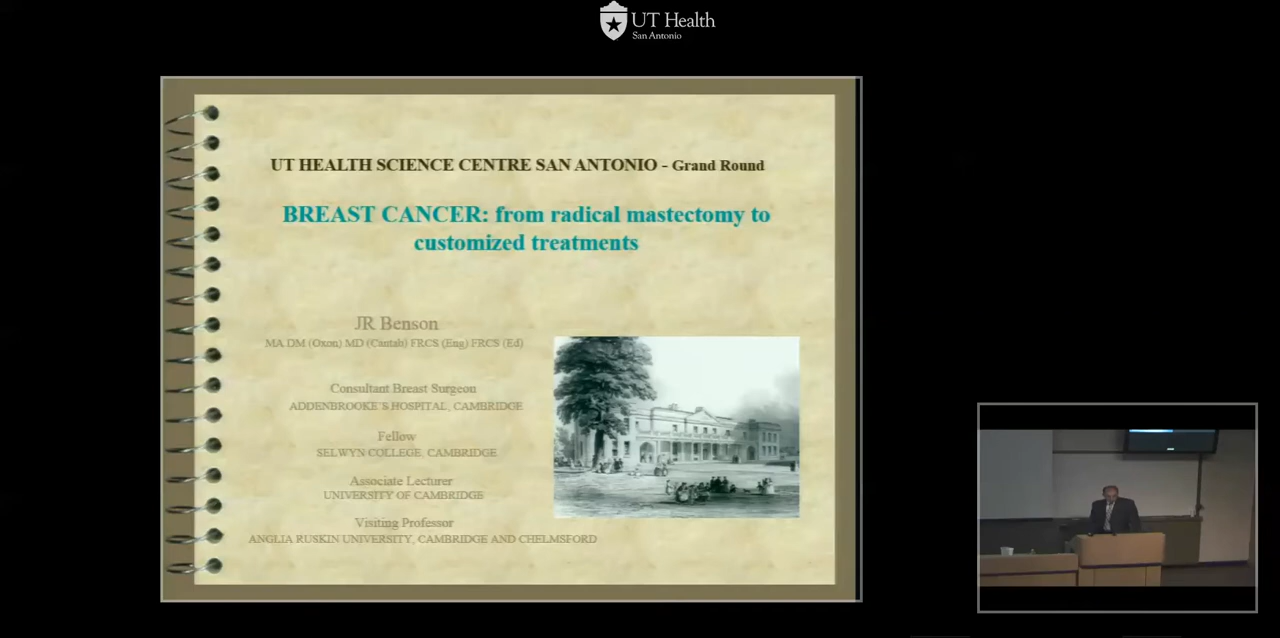 UT Health
San Antonio
UT HEALTH SCIENCE CENTRE SAN ANTONIO - Grand Round
BREAST CANCER: from radical mastectomy to
customized treatments
JR Benson
MA DM (Oxon) MD (Cantab) FRCS (Eng) FRCS (Ed)
Consultant Breast Surgeon
ADDENBROOKE'S HOSPITAL, CAMBRIDGE
Fellow
SELWYN COLLEGE, CAMBRIDGE
Associate Lecturer
UNIVERSITY OF CAMBRIDGE
Visiting Professor
ANGLIA RUSKIN UNIVERSITY, CAMBRIDGE AND CHELMSFORD